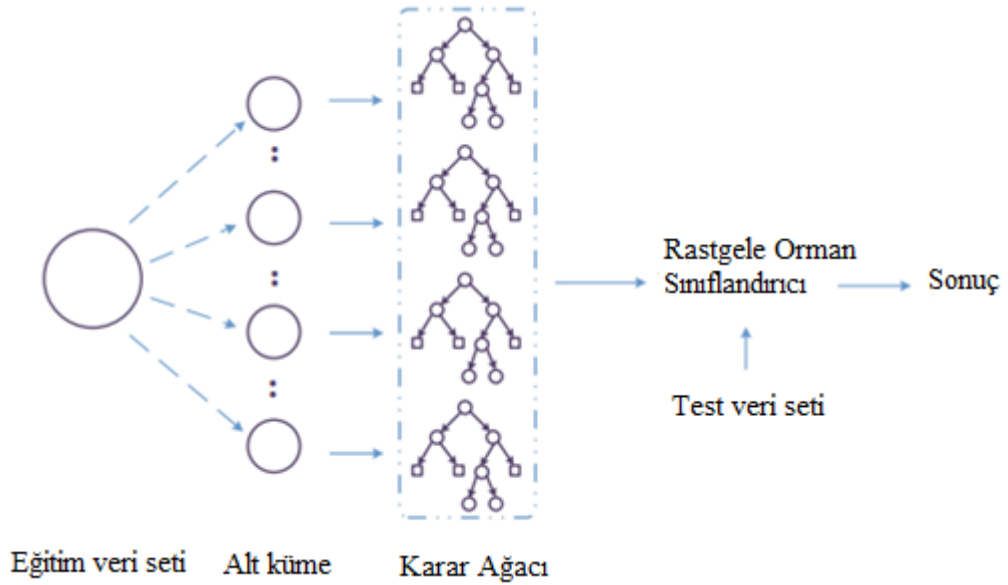 Rastgele Orman
Sınıflandırıcı
Sonuç
Test veri seti
Eğitim veri seti
Alt küme
Karar Ağacı